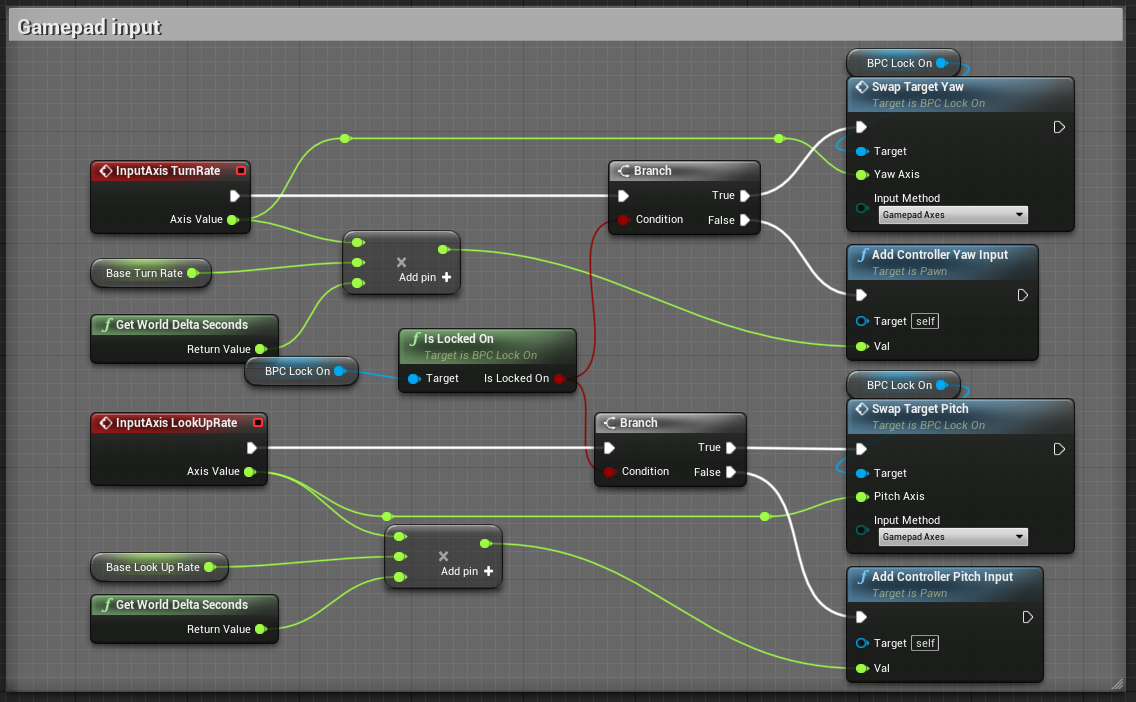 Gamepad input
BPC Lock On
Swap Target Yaw
Target is BPC Lock On
Target
Yaw Axis
Input Method
Gamepad Axes
InputAxis TurnRate
Axis Value
Branch
True
Condition
False
Base Turn Rate
Add pin
Add Controller Yaw Input
Target is Pawn
Target
self
Val
Get World Delta Seconds
Return Value
BPC Lock On
Is Locked On
Target is BPC Lock On
Target
Is Locked On
BPC Lock On
Swap Target Pitch
Target is BPC Lock On
Target
Pitch Axis
Input Method
Gamepad Axes
InputAxis LookUpRate
Axis Value
Branch
True
Condition
False
Base Look Up Rate
Add pin
Get World Delta Seconds
Return Value
Add Controller Pitch Input
Target is Pawn
Target
self
Val